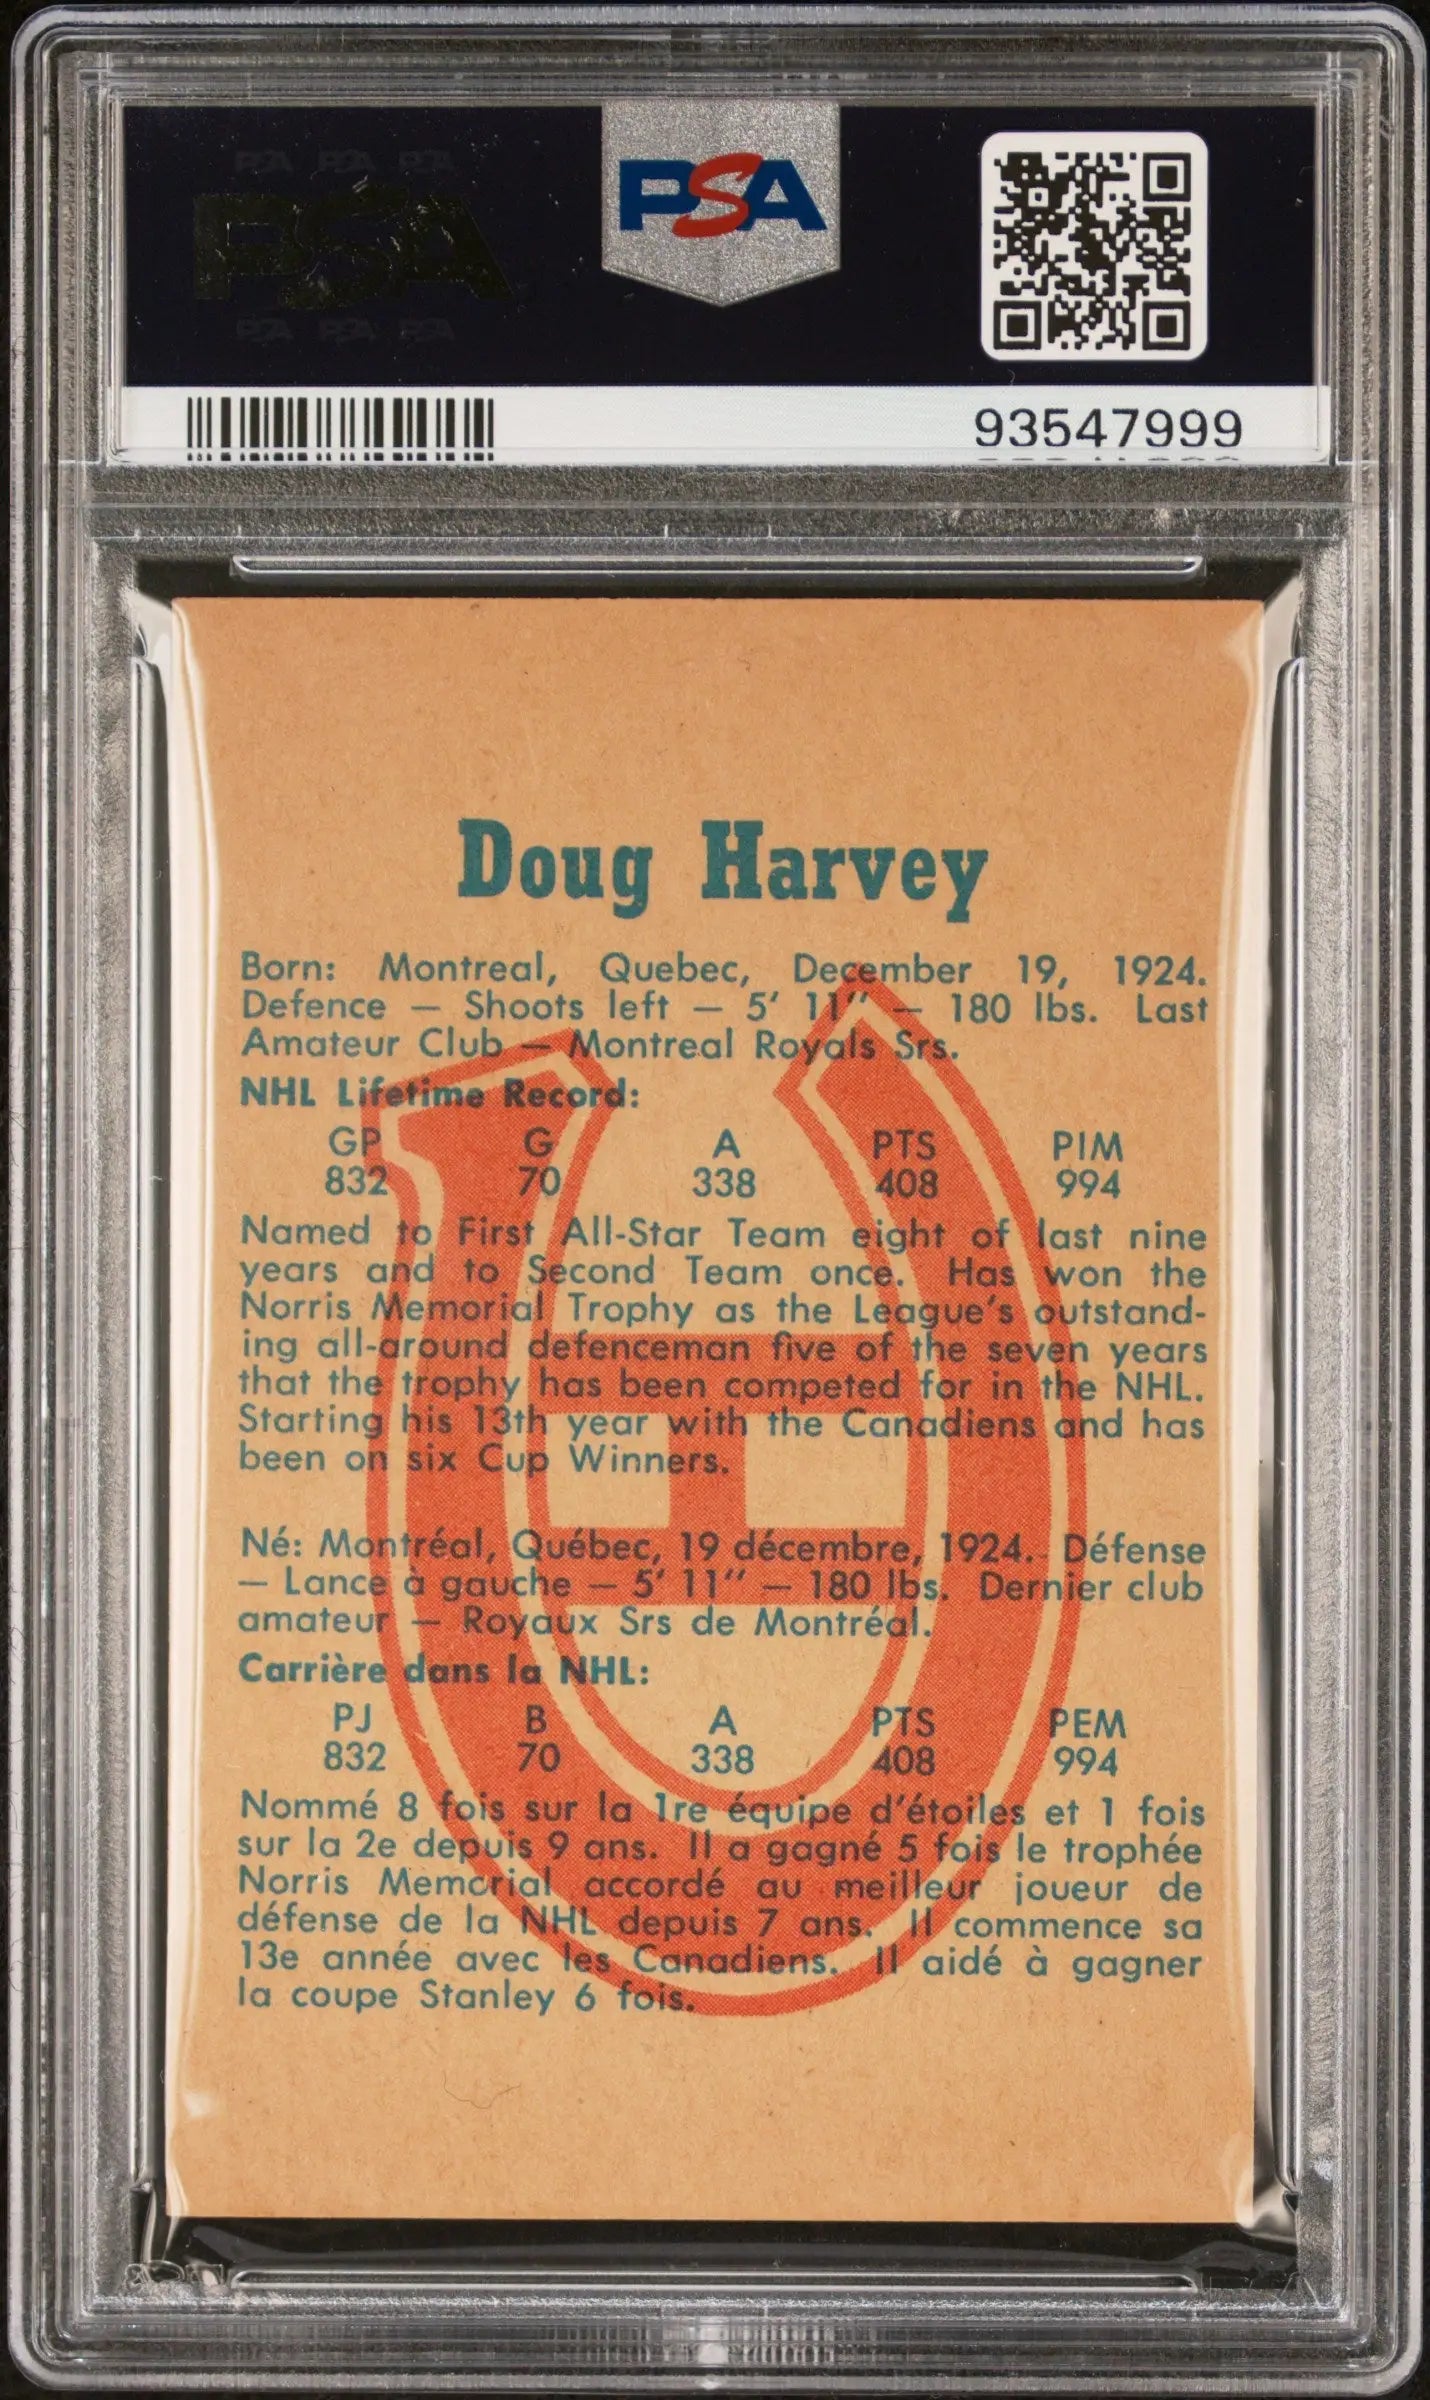 PSA PSA PSA
PSA
PSA PSA PSA
PSA
93547999
Doug Harvey
Born: Montreal, Quebec, December 19, 1924.
Defence — Shoots left — 5' 11" — 180 lbs. Last
Amateur Club — Montreal Royals Srs.
NHL Lifetime Record:
GP G A PTS PIM
832 70 338 408 994
Named to First All-Star Team eight of last nine
years and to Second Team once. Has won the
Norris Memorial Trophy as the League's outstand-
ing all-around defenceman five of the seven years
that the trophy has been competed for in the NHL.
Starting his 13th year with the Canadiens and has
been on six Cup Winners.
Né: Montréal, Québec, 19 décembre, 1924. Défense
— Lance à gauche — 5' 11" — 180 lbs. Dernier club
amateur — Royaux Srs de Montréal.
Carrière dans la NHL:
PJ B A PTS PEM
832 70 338 408 994
Nommé 8 fois sur la 1re équipe d'étoiles et 1 fois
sur la 2e depuis 9 ans. Il a gagné 5 fois le trophée
Norris Memorial accordé au meilleur joueur de
défense de la NHL depuis 7 ans. Il commence sa
13e année avec les Canadiens. Il aidé à gagner
la coupe Stanley 6 fois.